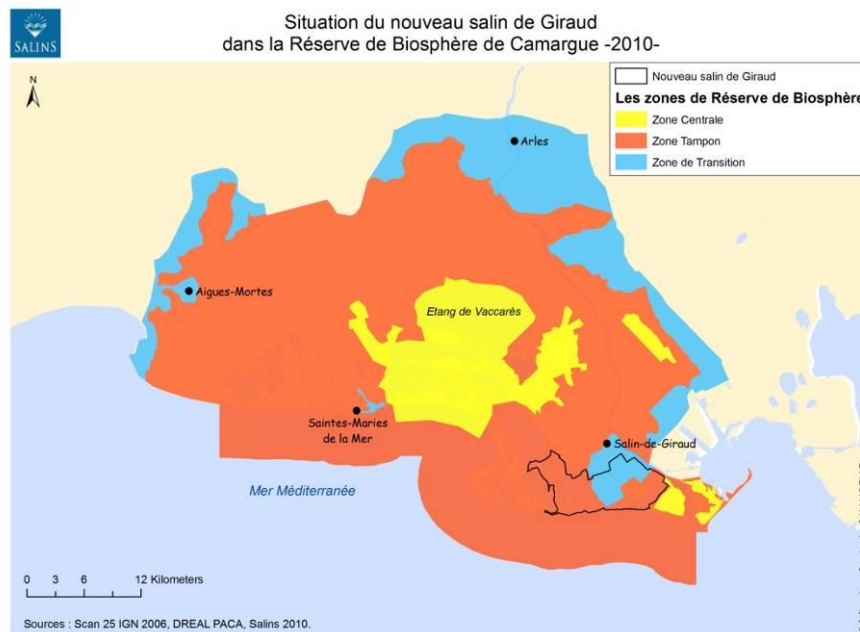 SALINS
Situation du nouveau salin de Giraud
dans la Réserve de Biosphère de Camargue -2010-
N
Nouveau salin de Giraud
Les zones de Réserve de Biosphère
Zone Centrale
Zone Tampon
Zone de Transition
Arles
Aigues-Mortes
Etang de Vaccarès
Saintes-Maries
de la Mer
Salin-de-Giraud
Mer Méditerranée
0 3 6 12 Kilometers
Sources : Scan 25 IGN 2006, DREAL PACA, Salins 2010.